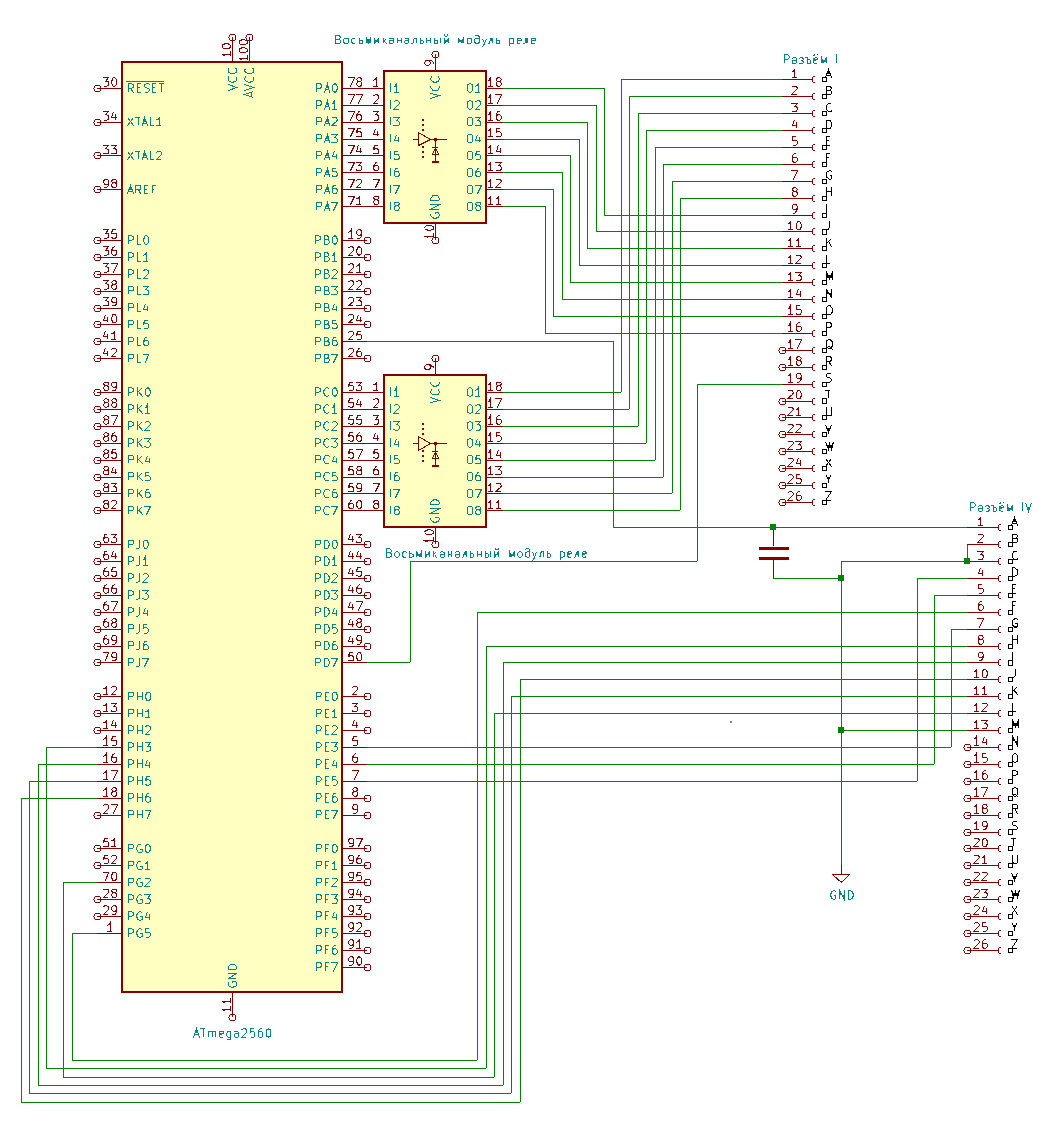 Восьмиканальный модуль реле
Разъём I
10 VCC
100 AVCC
30 RESET
34 XTAL1
33 XTAL2
98 AREF
35 PL0
36 PL1
37 PL2
38 PL3
39 PL4
40 PL5
41 PL6
42 PL7
89 PK0
88 PK1
87 PK2
86 PK3
85 PK4
84 PK5
83 PK6
82 PK7
63 PJ0
64 PJ1
65 PJ2
66 PJ3
67 PJ4
68 PJ5
69 PJ6
79 PJ7
12 PH0
13 PH1
14 PH2
15 PH3
16 PH4
17 PH5
18 PH6
27 PH7
51 PG0
52 PG1
70 PG2
28 PG3
29 PG4
1 PG5
PA0 78
PA1 77
PA2 76
PA3 75
PA4 74
PA5 73
PA6 72
PA7 71
PB0 19
PB1 20
PB2 21
PB3 22
PB4 23
PB5 24
PB6 25
PB7 26
PC0 53
PC1 54
PC2 55
PC3 56
PC4 57
PC5 58
PC6 59
PC7 60
PD0 43
PD1 44
PD2 45
PD3 46
PD4 47
PD5 48
PD6 49
PD7 50
PE0 2
PE1 3
PE2 4
PE3 5
PE4 6
PE5 7
PE6 8
PE7 9
PF0 97
PF1 96
PF2 95
PF3 94
PF4 93
PF5 92
PF6 91
PF7 90
GND 11
ATmega2560
9 VCC
1 I1 O1 18
2 I2 O2 17
3 I3 O3 16
4 I4 O4 15
5 I5 O5 14
6 I6 O6 13
7 I7 O7 12
8 I8 O8 11
GND 10
9 VCC
1 I1 O1 18
2 I2 O2 17
3 I3 O3 16
4 I4 O4 15
5 I5 O5 14
6 I6 O6 13
7 I7 O7 12
8 I8 O8 11
GND 10
Восьмиканальный модуль реле
1 A
2 B
3 C
4 D
5 E
6 F
7 G
8 H
9 I
10 J
11 K
12 L
13 M
14 N
15 O
16 P
17 Q
18 R
19 S
20 T
21 U
22 V
23 W
24 X
25 Y
26 Z
Разъём IV
1 A
2 B
3 C
4 D
5 E
6 F
7 G
8 H
9 I
10 J
11 K
12 L
13 M
14 N
15 O
16 P
17 Q
18 R
19 S
20 T
21 U
22 V
23 W
24 X
25 Y
26 Z
GND